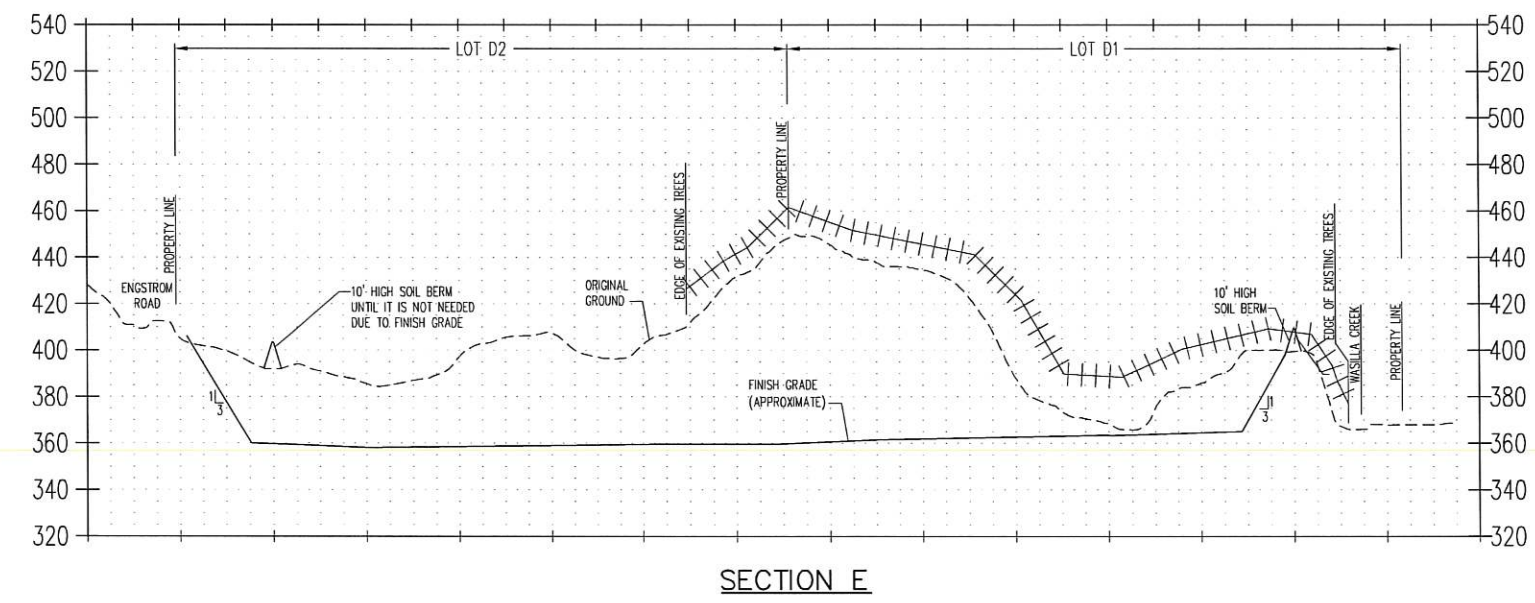 540
520
500
480
460
440
420
400
380
360
340
320
LOT D2
LOT D1
PROPERTY LINE
ENGSTROM
ROAD
10' HIGH SOIL BERM
UNTIL IT IS NOT NEEDED
DUE TO FINISH GRADE
ORIGINAL
GROUND
EDGE OF EXISTING TREES
PROPERTY LINE
FINISH GRADE
(APPROXIMATE)
10' HIGH
SOIL BERM
EDGE OF EXISTING TREES
WASILLA CREEK
PROPERTY LINE
1
3
1
3
540
520
500
480
460
440
420
400
380
360
340
320
SECTION E